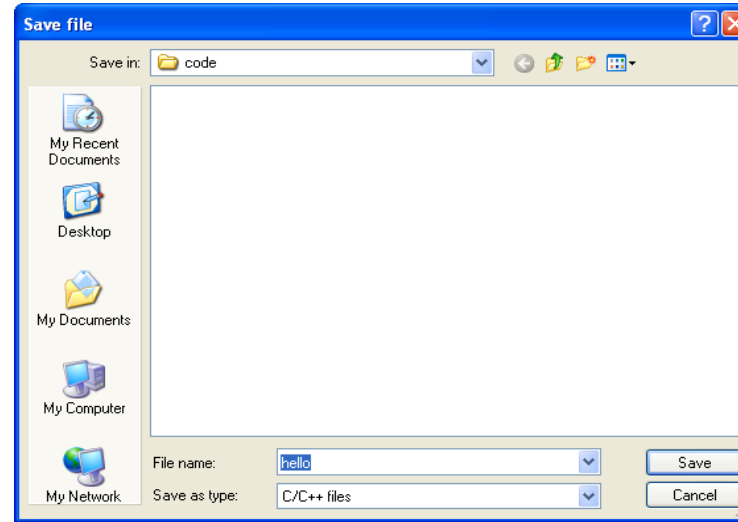 Save file
Save in: code
My Recent
Documents
Desktop
My Documents
My Computer
My Network
File name: hello Save
Save as type: C/C++ files Cancel